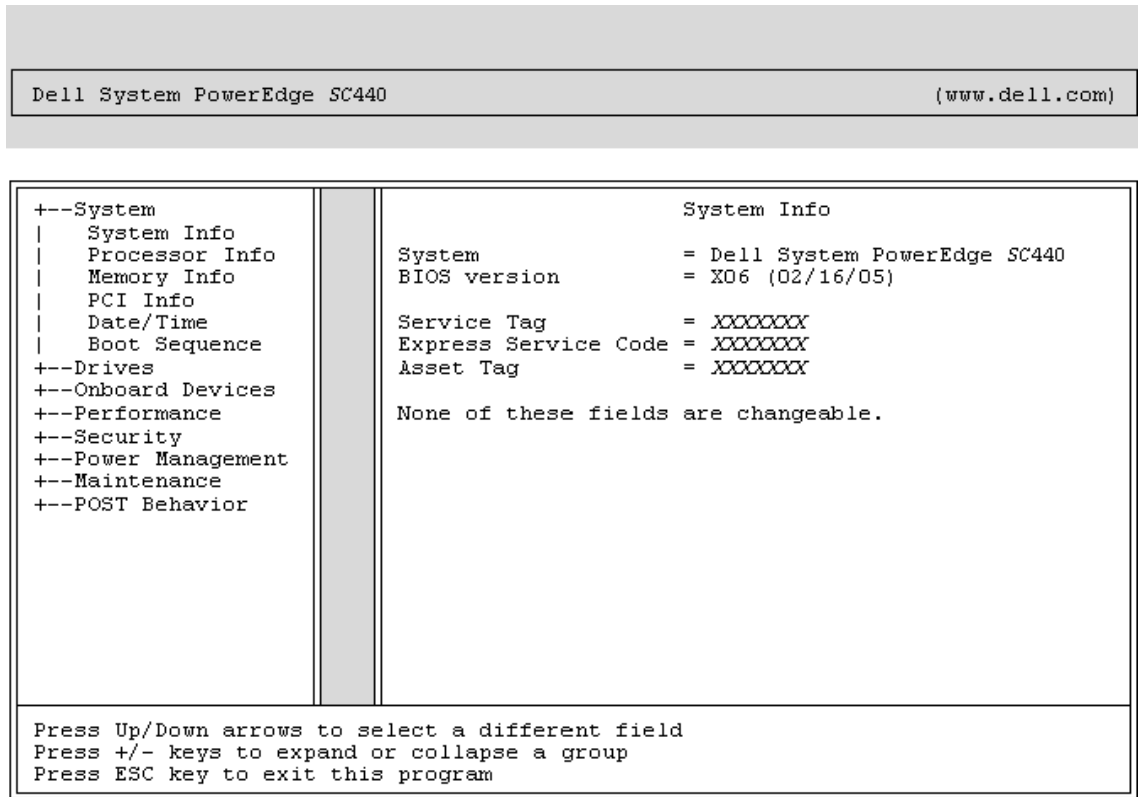 Dell System PowerEdge SC440 (www.dell.com)
+--System
| System Info
| Processor Info
| Memory Info
| PCI Info
| Date/Time
| Boot Sequence
+--Drives
+--Onboard Devices
+--Performance
+--Security
+--Power Management
+--Maintenance
+--POST Behavior
System Info
System = Dell System PowerEdge SC440
BIOS version = X06 (02/16/05)
Service Tag = XXXXXXX
Express Service Code = XXXXXXX
Asset Tag = XXXXXXX
None of these fields are changeable.
Press Up/Down arrows to select a different field
Press +/- keys to expand or collapse a group
Press ESC key to exit this program